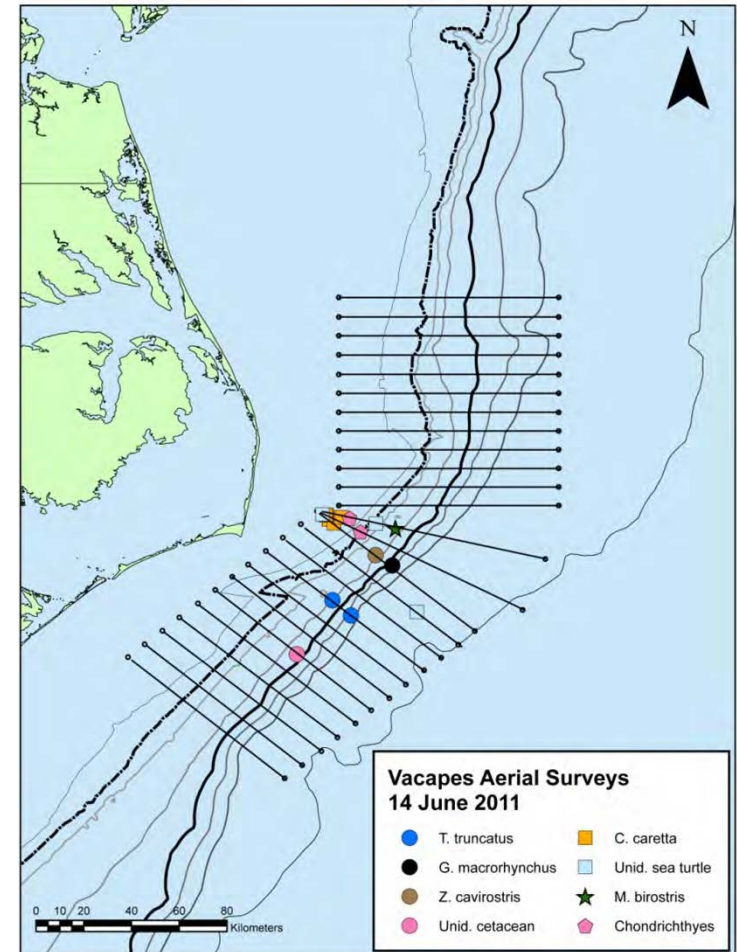 N
Vacapes Aerial Surveys
14 June 2011
T. truncatus
C. caretta
G. macrorhynchus
Unid. sea turtle
Z. cavirostris
M. birostris
Unid. cetacean
Chondrichthyes
0 5 10 20 40 60 80
Kilometers